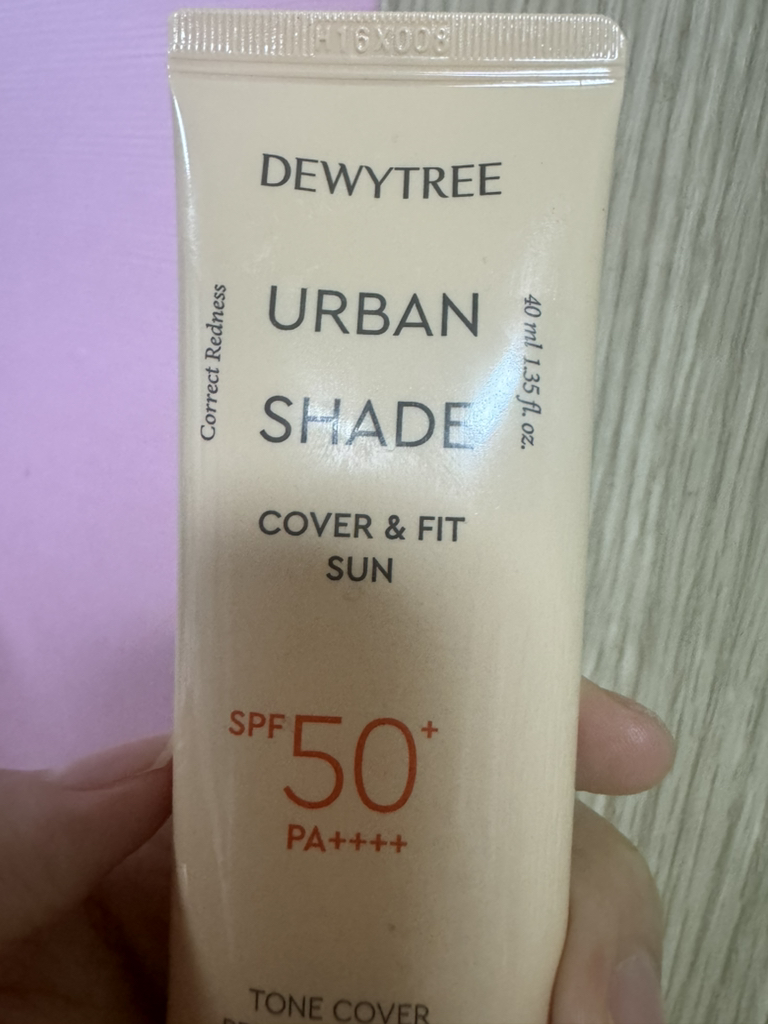 H16X008
DEWYTREE
URBAN
SHADE
COVER & FIT
SUN
Correct Redness
40 ml 1.35 fl. oz.
SPF 50+
PA++++
TONE COVER